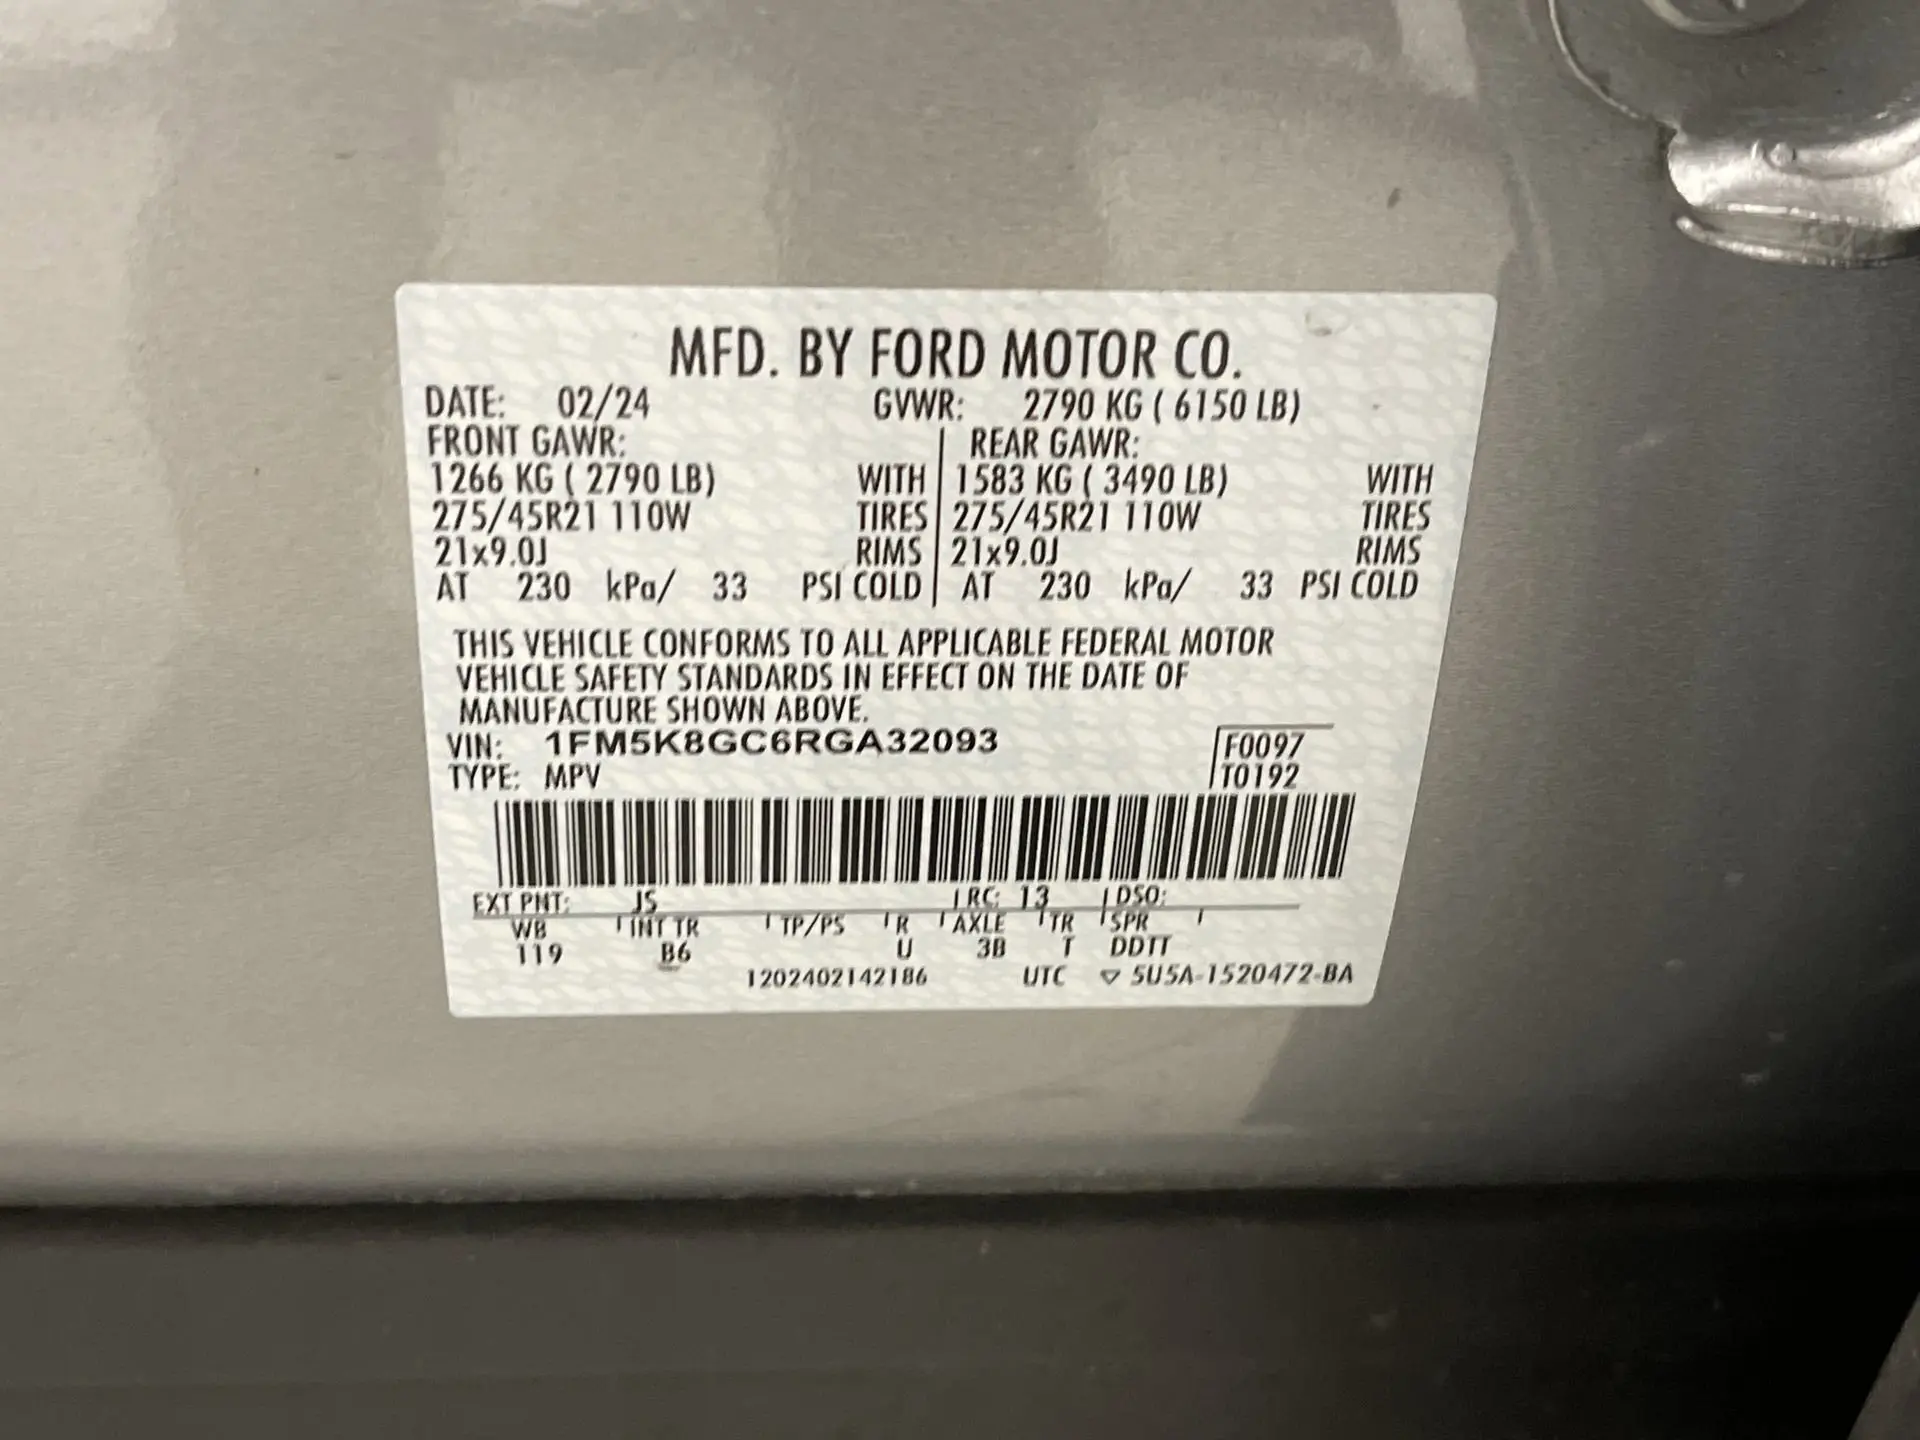 MFD. BY FORD MOTOR CO.
DATE: 02/24 GVWR: 2790 KG ( 6150 LB)
FRONT GAWR: REAR GAWR:
1266 KG ( 2790 LB) WITH 1583 KG ( 3490 LB) WITH
275/45R21 110W TIRES 275/45R21 110W TIRES
21x9.0J RIMS 21x9.0J RIMS
AT 230 kPa/ 33 PSI COLD AT 230 kPa/ 33 PSI COLD
THIS VEHICLE CONFORMS TO ALL APPLICABLE FEDERAL MOTOR
VEHICLE SAFETY STANDARDS IN EFFECT ON THE DATE OF
MANUFACTURE SHOWN ABOVE.
VIN: 1FM5K8GC6RGA32093 F0097
TYPE: MPV T0192
EXT PNT: JS RC: 13 DSO:
WB INT TR TP/PS R AXLE TR SPR
119 B6 U 3B T DDTT
1202402142186 UTC ▽ 5U5A-1520472-BA